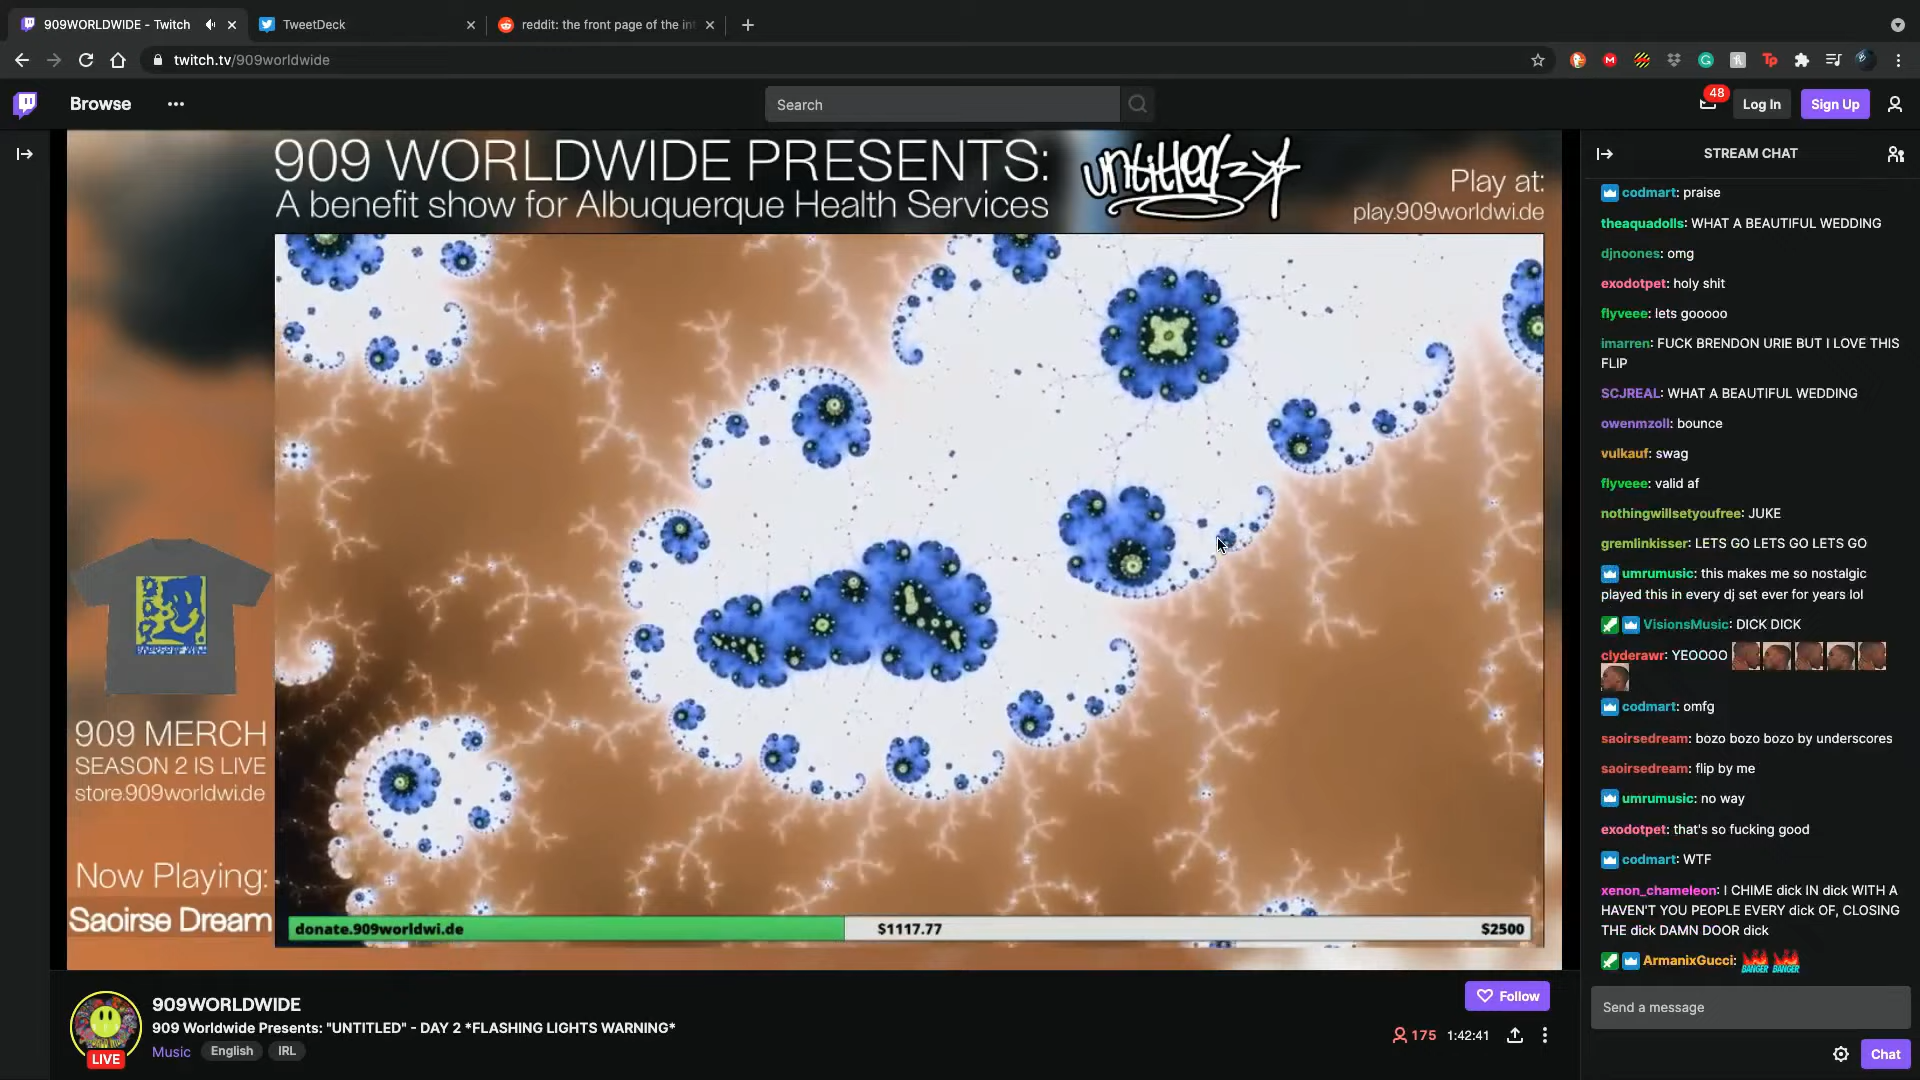 909WORLDWIDE - Twitch
TweetDeck
reddit: the front page of the int
twitch.tv/909worldwide
Browse
Search
48
Log In
Sign Up
909 WORLDWIDE PRESENTS:
A benefit show for Albuquerque Health Services
untitled
Play at:
play.909worldwi.de
909 MERCH
SEASON 2 IS LIVE
store.909worldwi.de
Now Playing:
Saoirse Dream
donate.909worldwi.de
$1117.77
$2500
909WORLDWIDE
909 Worldwide Presents: "UNTITLED" - DAY 2 *FLASHING LIGHTS WARNING*
LIVE
Music
English
IRL
Follow
175
1:42:41
STREAM CHAT
codmart: praise
theaquadolls: WHAT A BEAUTIFUL WEDDING
djnoones: omg
exodotpet: holy shit
flyveee: lets gooooo
imarren: FUCK BRENDON URIE BUT I LOVE THIS
FLIP
SCJREAL: WHAT A BEAUTIFUL WEDDING
owenmzoll: bounce
vulkauf: swag
flyveee: valid af
nothingwillsetyoufree: JUKE
gremlinkisser: LETS GO LETS GO LETS GO
umrumusic: this makes me so nostalgic
played this in every dj set ever for years lol
VisionsMusic: DICK DICK
clyderawr: YEOOOO
codmart: omfg
saoirsedream: bozo bozo bozo by underscores
saoirsedream: flip by me
umrumusic: no way
exodotpet: that's so fucking good
codmart: WTF
xenon_chameleon: I CHIME dick IN dick WITH A
HAVEN'T YOU PEOPLE EVERY dick OF, CLOSING
THE dick DAMN DOOR dick
ArmanixGucci: BANGER BANGER
Send a message
Chat